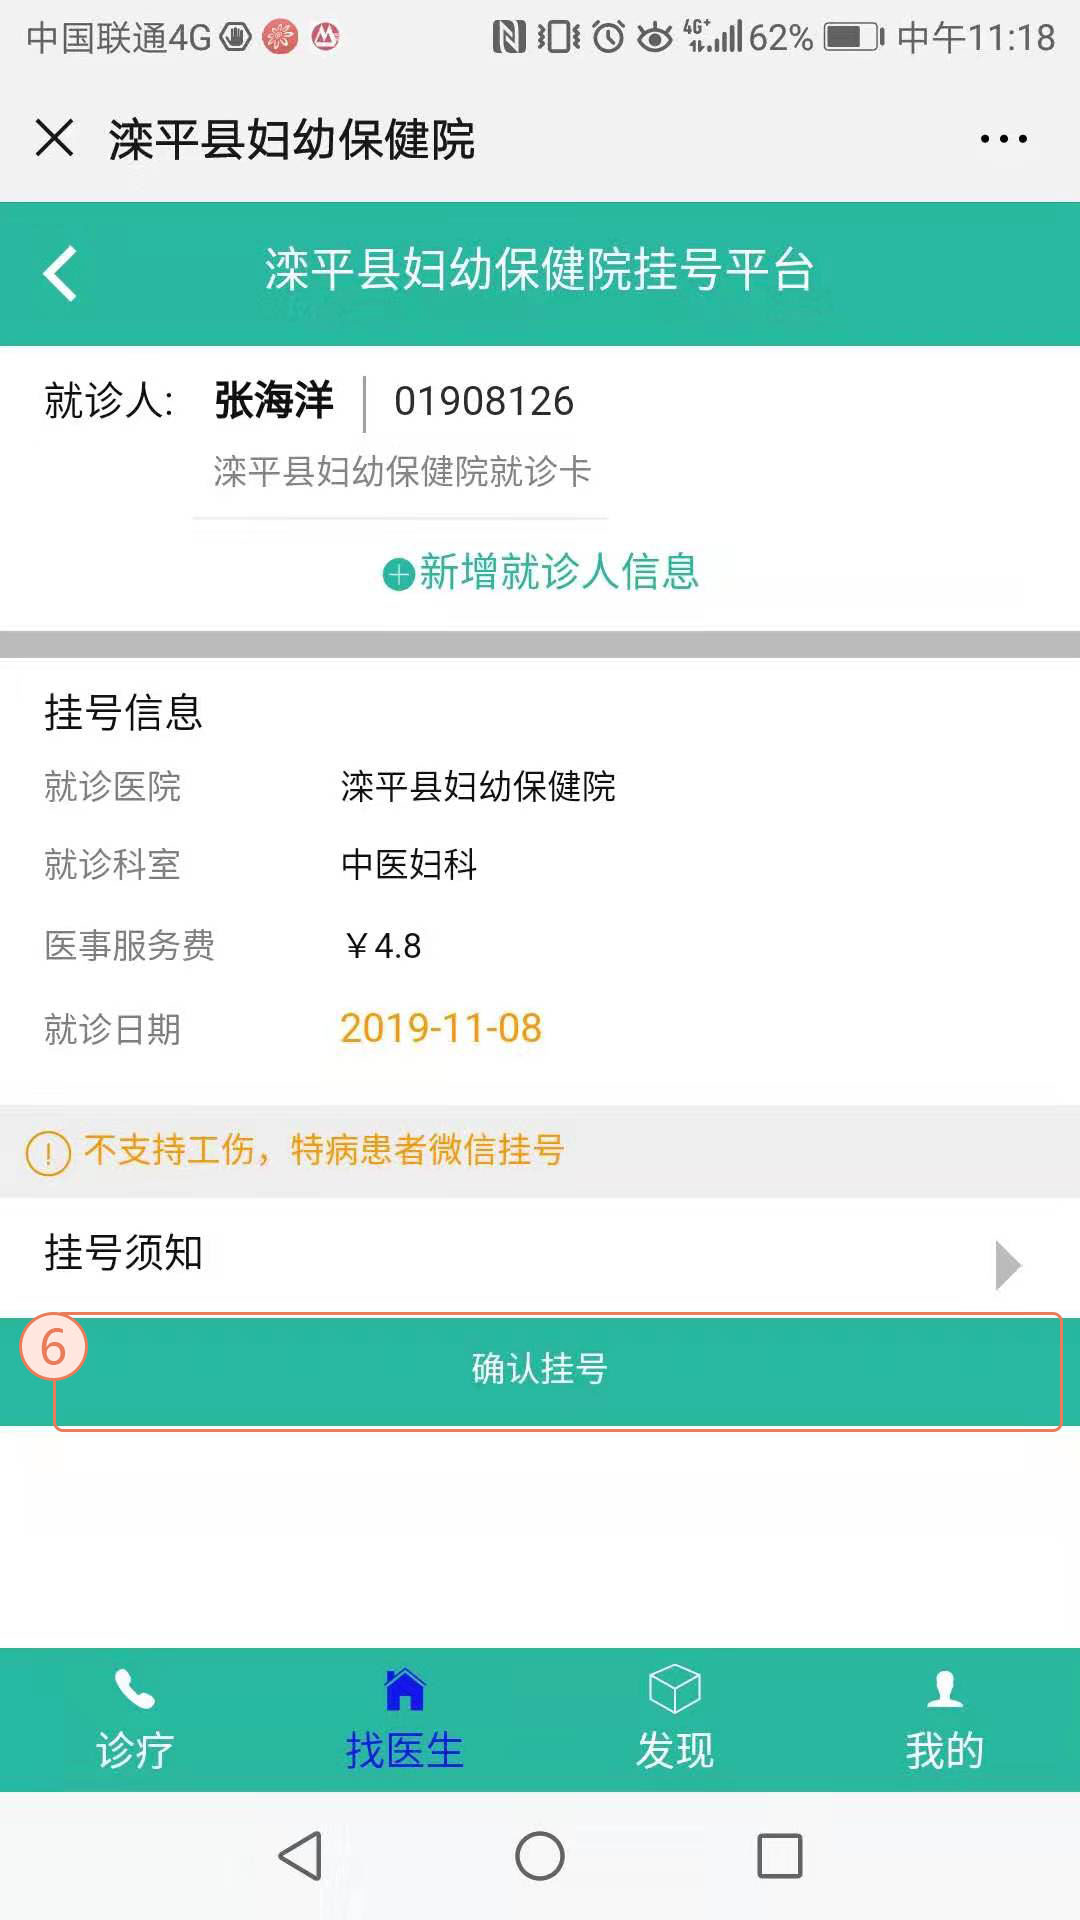 中国联通4G 4G+ 62% 中午11:18
滦平县妇幼保健院
滦平县妇幼保健院挂号平台
就诊人: 张海洋 01908126
滦平县妇幼保健院就诊卡
新增就诊人信息
挂号信息
就诊医院 滦平县妇幼保健院
就诊科室 中医妇科
医事服务费 ￥4.8
就诊日期 2019-11-08
不支持工伤，特病患者微信挂号
挂号须知
6 确认挂号
诊疗 找医生 发现 我的